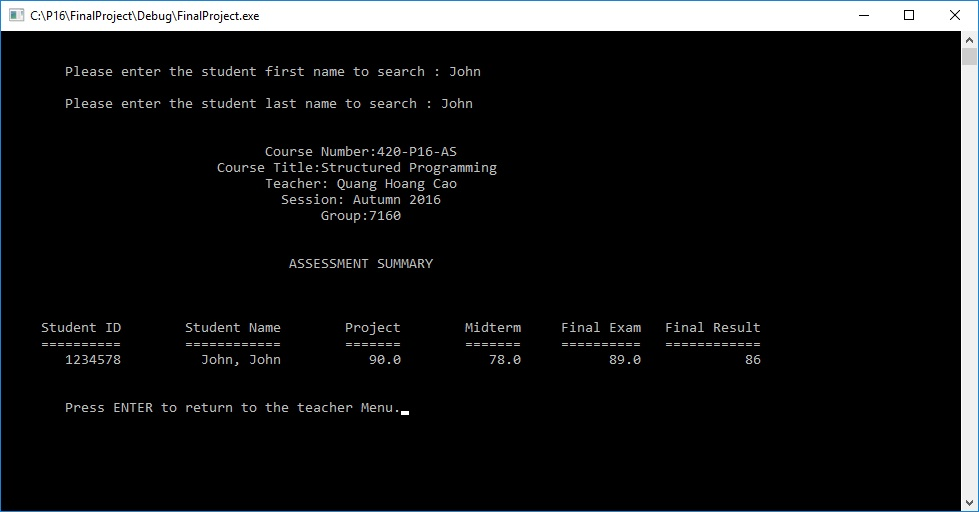 C:\P16\FinalProject\Debug\FinalProject.exe
Please enter the student first name to search : John
Please enter the student last name to search : John
Course Number:420-P16-AS
Course Title:Structured Programming
Teacher: Quang Hoang Cao
Session: Autumn 2016
Group:7160
ASSESSMENT SUMMARY
Student ID Student Name Project Midterm Final Exam Final Result
========== ============ ======= ======= ========== ============
1234578 John, John 90.0 78.0 89.0 86
Press ENTER to return to the teacher Menu.